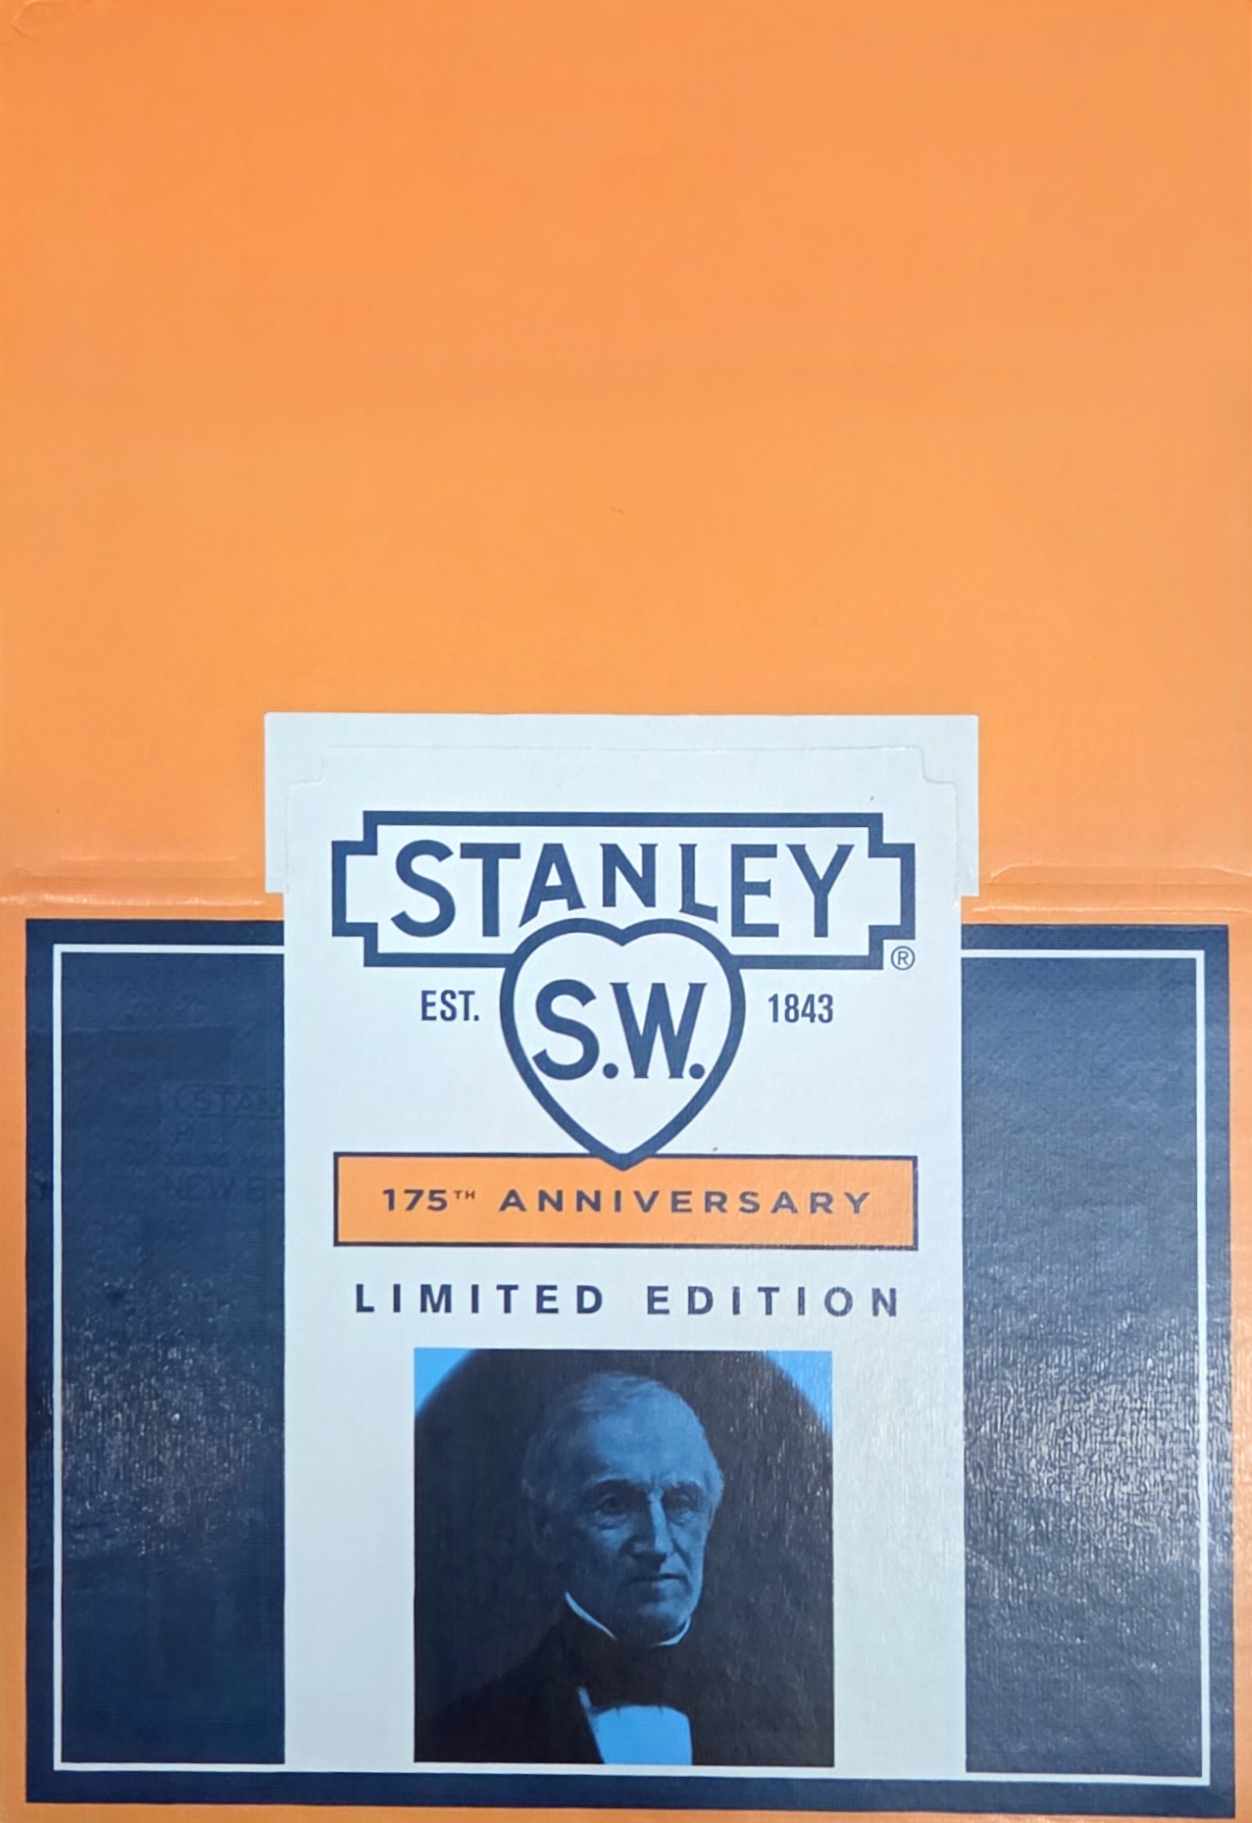 STANLEY
®
EST. S.W. 1843
175TH ANNIVERSARY
LIMITED EDITION